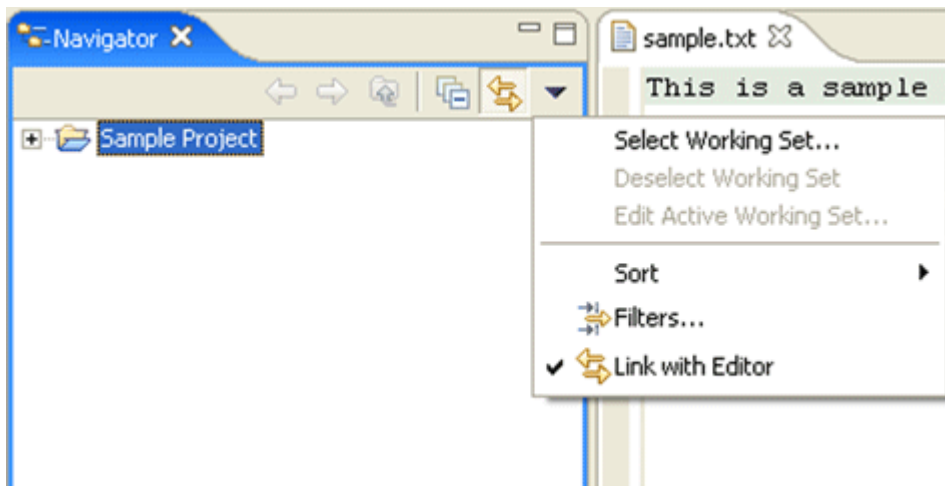 Navigator
sample.txt
This is a sample
Sample Project
Select Working Set...
Deselect Working Set
Edit Active Working Set...
Sort
Filters...
Link with Editor